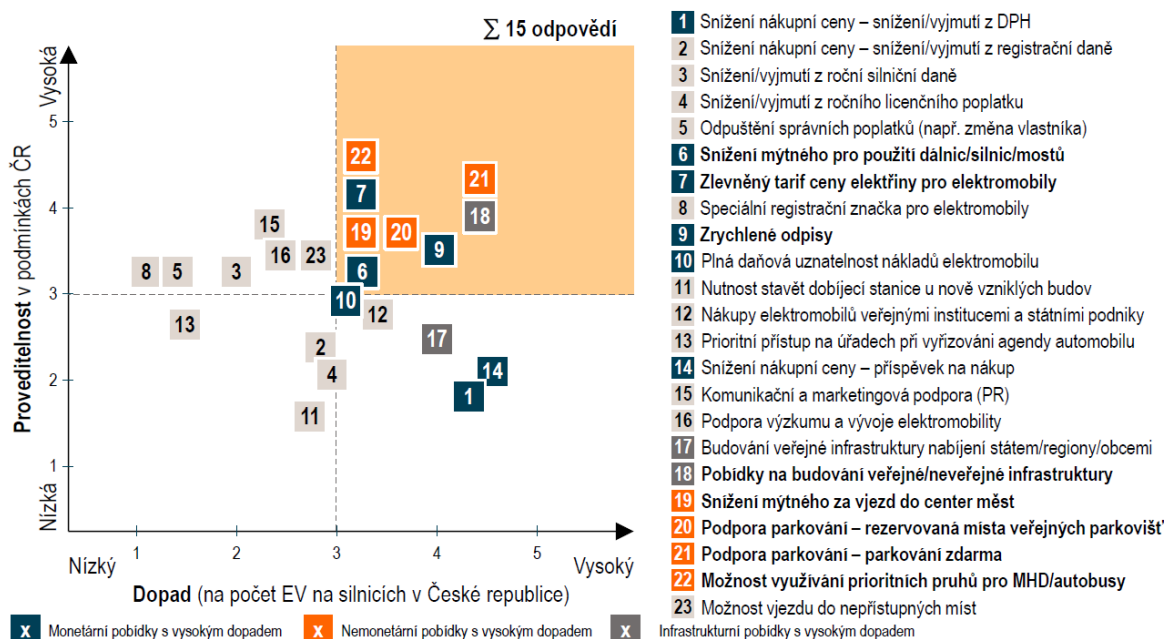 ∑ 15 odpovědí
Vysoká
Proveditelnost v podmínkách ČR
Nízká
5
4
3
2
1
22
21
7
18
15
19
20
16
23
9
8
5
3
6
10
12
13
17
2
4
14
1
11
1
2
3
4
5
Nízký
Vysoký
Dopad (na počet EV na silnicích v České republice)
1 Snížení nákupní ceny – snížení/vyjmutí z DPH
2 Snížení nákupní ceny – snížení/vyjmutí z registrační daně
3 Snížení/vyjmutí z roční silniční daně
4 Snížení/vyjmutí z ročního licenčního poplatku
5 Odpuštění správních poplatků (např. změna vlastníka)
6 Snížení mýtného pro použití dálnic/silnic/mostů
7 Zlevněný tarif ceny elektřiny pro elektromobily
8 Speciální registrační značka pro elektromobily
9 Zrychlené odpisy
10 Plná daňová uznatelnost nákladů elektromobilu
11 Nutnost stavět dobíjecí stanice u nově vzniklých budov
12 Nákupy elektromobilů veřejnými institucemi a státními podniky
13 Prioritní přístup na úřadech při vyřizování agendy automobilu
14 Snížení nákupní ceny – příspěvek na nákup
15 Komunikační a marketingová podpora (PR)
16 Podpora výzkumu a vývoje elektromobility
17 Budování veřejné infrastruktury nabíjení státem/regiony/obcemi
18 Pobídky na budování veřejné/neveřejné infrastruktury
19 Snížení mýtného za vjezd do center měst
20 Podpora parkování – rezervovaná místa veřejných parkovišť
21 Podpora parkování – parkování zdarma
22 Možnost využívání prioritních pruhů pro MHD/autobusy
23 Možnost vjezdu do nepřístupných míst
x Monetární pobídky s vysokým dopadem
x Nemonetární pobídky s vysokým dopadem
x Infrastrukturní pobídky s vysokým dopadem